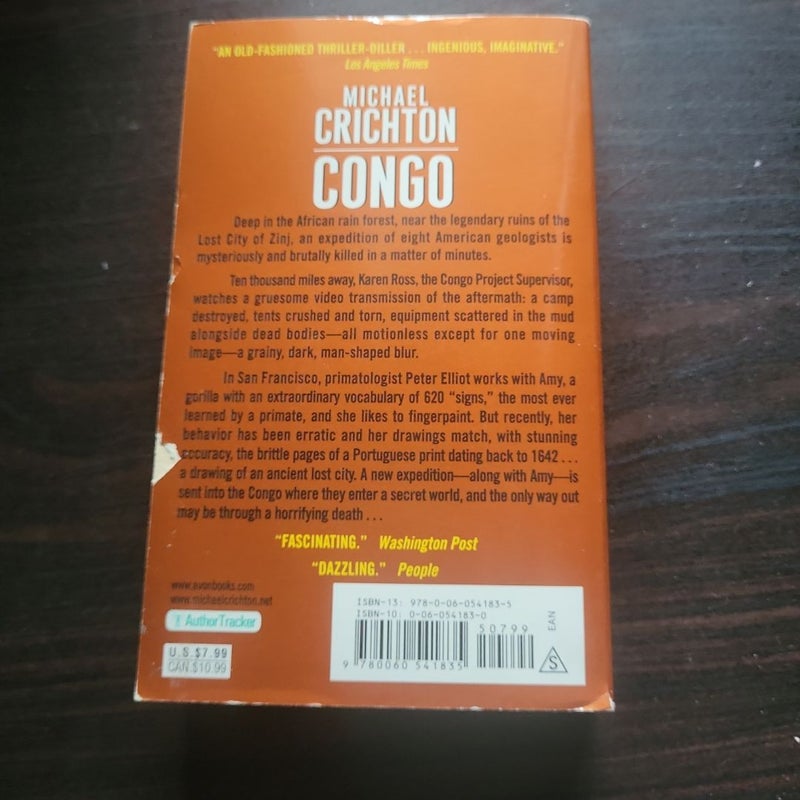 "AN OLD-FASHIONED THRILLER-DILLER ... INGENIOUS, IMAGINATIVE."
Los Angeles Times
MICHAEL
CRICHTON
CONGO
Deep in the African rain forest, near the legendary ruins of the
Lost City of Zinj, an expedition of eight American geologists is
mysteriously and brutally killed in a matter of minutes.
Ten thousand miles away, Karen Ross, the Congo Project Supervisor,
watches a gruesome video transmission of the aftermath: a camp
destroyed, tents crushed and torn, equipment scattered in the mud
alongside dead bodies—all motionless except for one moving
image—a grainy, dark, man-shaped blur.
In San Francisco, primatologist Peter Elliot works with Amy, a
gorilla with an extraordinary vocabulary of 620 "signs," the most ever
learned by a primate, and she likes to fingerpaint. But recently, her
behavior has been erratic and her drawings match, with stunning
accuracy, the brittle pages of a Portuguese print dating back to 1642 ...
a drawing of an ancient lost city. A new expedition—along with Amy—is
sent into the Congo where they enter a secret world, and the only way out
may be through a horrifying death ...
"FASCINATING." Washington Post
"DAZZLING." People
www.avonbooks.com
www.michaelcrichton.net
AuthorTracker
U.S.$7.99
CAN.$10.99
ISBN-13: 978-0-06-054183-5
ISBN-10: 0-06-054183-0
50799
EAN
9 780060 541835
S